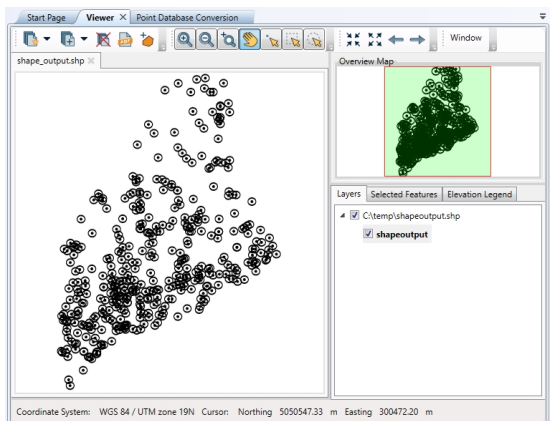 Start Page Viewer Point Database Conversion
Window
shape_output.shp
Overview Map
Layers Selected Features Elevation Legend
C:\temp\shapeoutput.shp
shapeoutput
Coordinate System: WGS 84 / UTM zone 19N Cursor: Northing 5050547.33 m Easting 300472.20 m